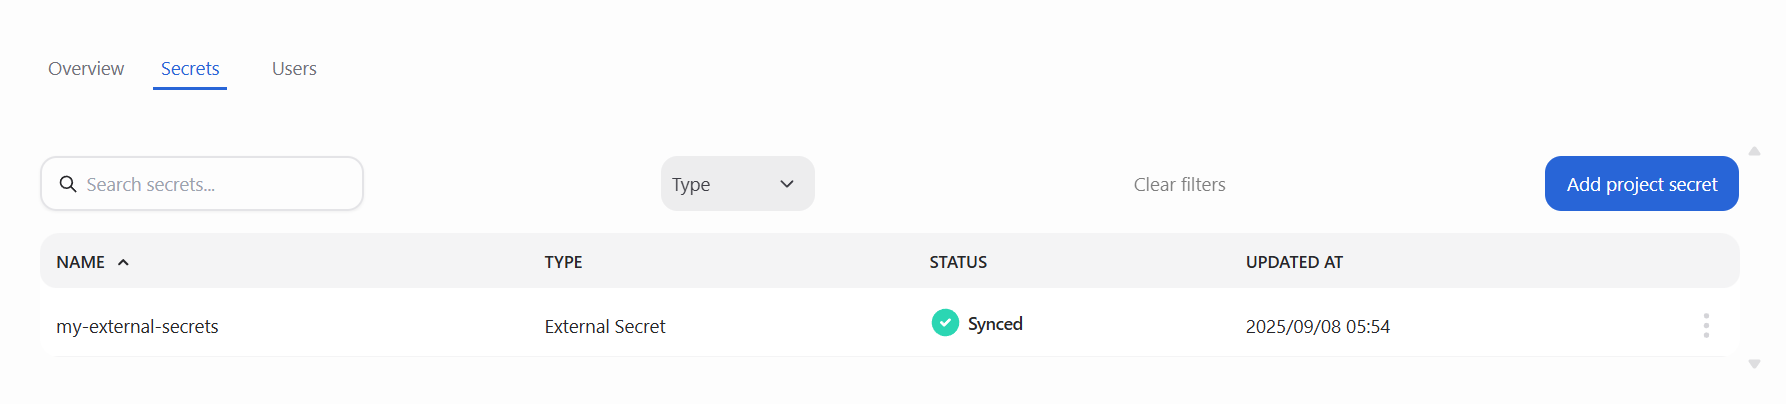 Overview Secrets Users
Search secrets... Type Clear filters Add project secret
NAME TYPE STATUS UPDATED AT
my-external-secrets External Secret Synced 2025/09/08 05:54